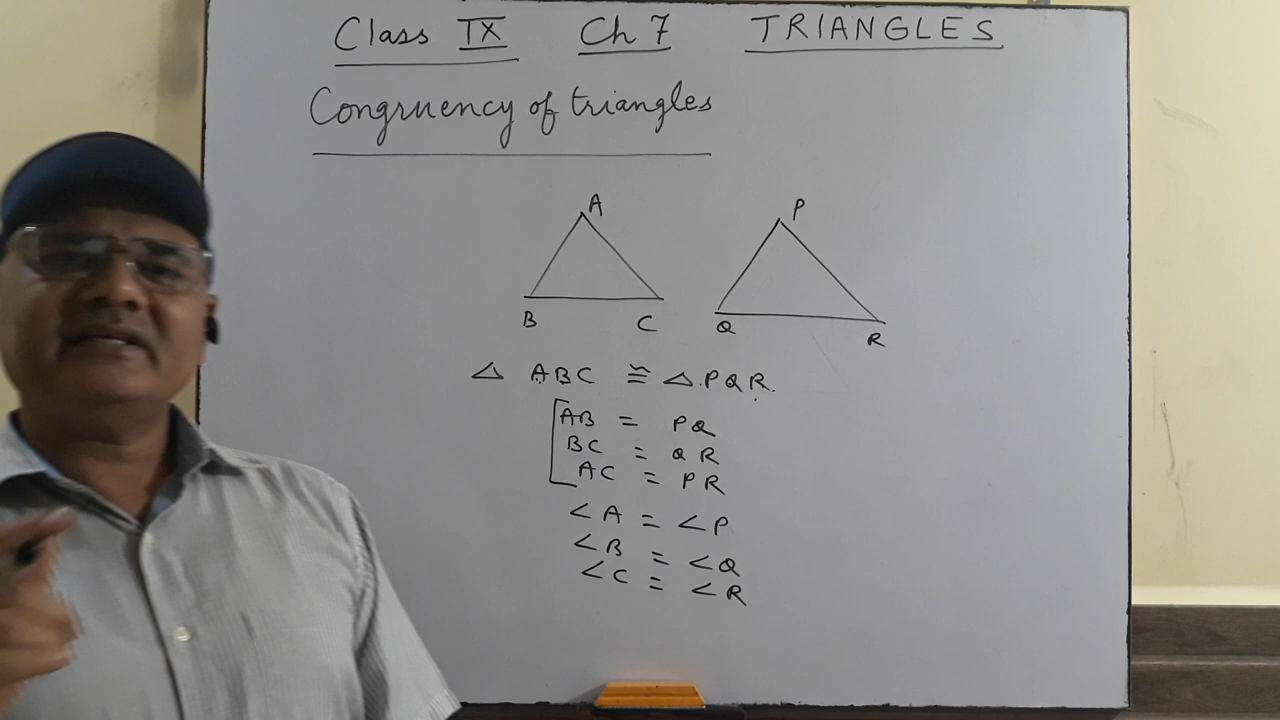 Class IX Ch 7 TRIANGLES
Congruency of triangles
A P
B C Q R
△ ABC ≅ △.PQR.
AB = PQ
BC = QR
AC = PR
∠A = ∠P
∠B = ∠Q
∠C = ∠R